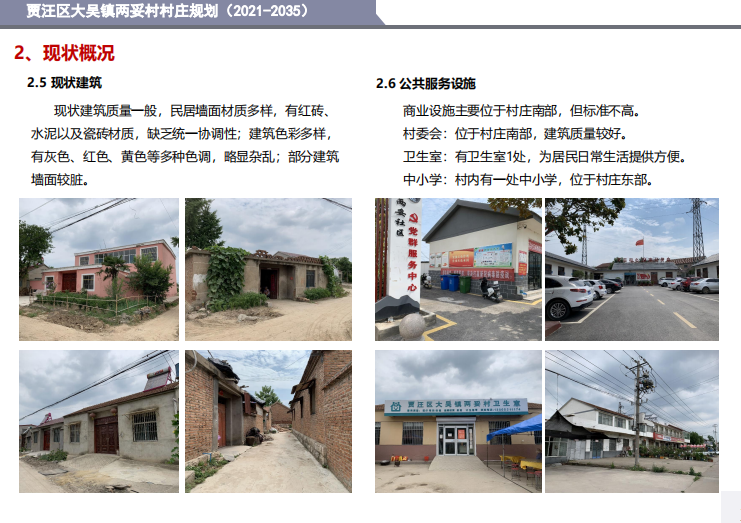 贾汪区大吴镇两妥村村庄规划（2021-2035）
2、现状概况
2.5 现状建筑
现状建筑质量一般，民居墙面材质多样，有红砖、
水泥以及瓷砖材质，缺乏统一协调性；建筑色彩多样，
有灰色、红色、黄色等多种色调，略显杂乱；部分建筑
墙面较脏。
2.6 公共服务设施
商业设施主要位于村庄南部，但标准不高。
村委会：位于村庄南部，建筑质量较好。
卫生室：有卫生室1处，为居民日常生活提供方便。
中小学：村内有一处中小学，位于村庄东部。
两妥社区
党群服务中心
贾汪区大吴镇两妥村卫生室